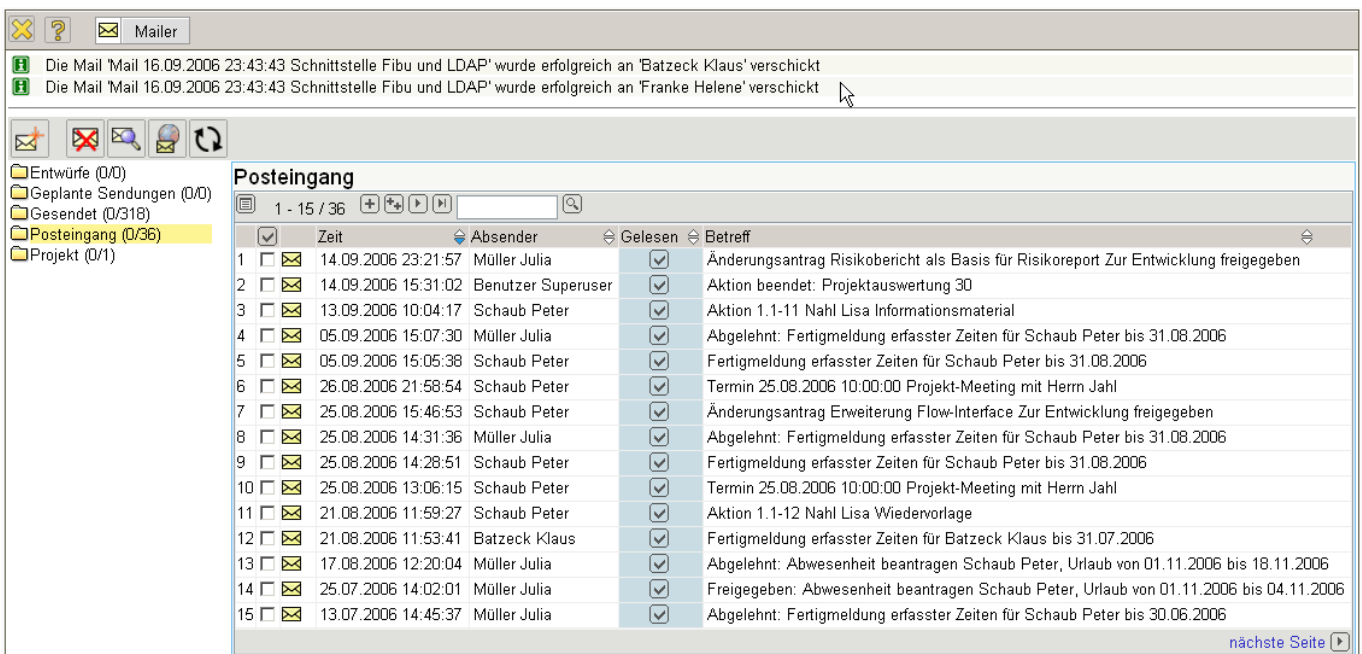 Mailer
Die Mail 'Mail 16.09.2006 23:43:43 Schnittstelle Fibu und LDAP' wurde erfolgreich an 'Batzeck Klaus' verschickt
Die Mail 'Mail 16.09.2006 23:43:43 Schnittstelle Fibu und LDAP' wurde erfolgreich an 'Franke Helene' verschickt
Entwürfe (0/0)
Geplante Sendungen (0/0)
Gesendet (0/318)
Posteingang (0/36)
Projekt (0/1)
Posteingang
1 - 15 / 36
Zeit Absender Gelesen Betreff
1 14.09.2006 23:21:57 Müller Julia Änderungsantrag Risikobericht als Basis für Risikoreport Zur Entwicklung freigegeben
2 14.09.2006 15:31:02 Benutzer Superuser Aktion beendet: Projektauswertung 30
3 13.09.2006 10:04:17 Schaub Peter Aktion 1.1-11 Nahl Lisa Informationsmaterial
4 05.09.2006 15:07:30 Müller Julia Abgelehnt: Fertigmeldung erfasster Zeiten für Schaub Peter bis 31.08.2006
5 05.09.2006 15:05:38 Schaub Peter Fertigmeldung erfasster Zeiten für Schaub Peter bis 31.08.2006
6 26.08.2006 21:58:54 Schaub Peter Termin 25.08.2006 10:00:00 Projekt-Meeting mit Herrn Jahl
7 25.08.2006 15:46:53 Schaub Peter Änderungsantrag Erweiterung Flow-Interface Zur Entwicklung freigegeben
8 25.08.2006 14:31:36 Müller Julia Abgelehnt: Fertigmeldung erfasster Zeiten für Schaub Peter bis 31.08.2006
9 25.08.2006 14:28:51 Schaub Peter Fertigmeldung erfasster Zeiten für Schaub Peter bis 31.08.2006
10 25.08.2006 13:06:15 Schaub Peter Termin 25.08.2006 10:00:00 Projekt-Meeting mit Herrn Jahl
11 21.08.2006 11:59:27 Schaub Peter Aktion 1.1-12 Nahl Lisa Wiedervorlage
12 21.08.2006 11:53:41 Batzeck Klaus Fertigmeldung erfasster Zeiten für Batzeck Klaus bis 31.07.2006
13 17.08.2006 12:20:04 Müller Julia Abgelehnt: Abwesenheit beantragen Schaub Peter, Urlaub von 01.11.2006 bis 18.11.2006
14 25.07.2006 14:02:01 Müller Julia Freigegeben: Abwesenheit beantragen Schaub Peter, Urlaub von 01.11.2006 bis 04.11.2006
15 13.07.2006 14:45:37 Müller Julia Abgelehnt: Fertigmeldung erfasster Zeiten für Schaub Peter bis 30.06.2006
nächste Seite